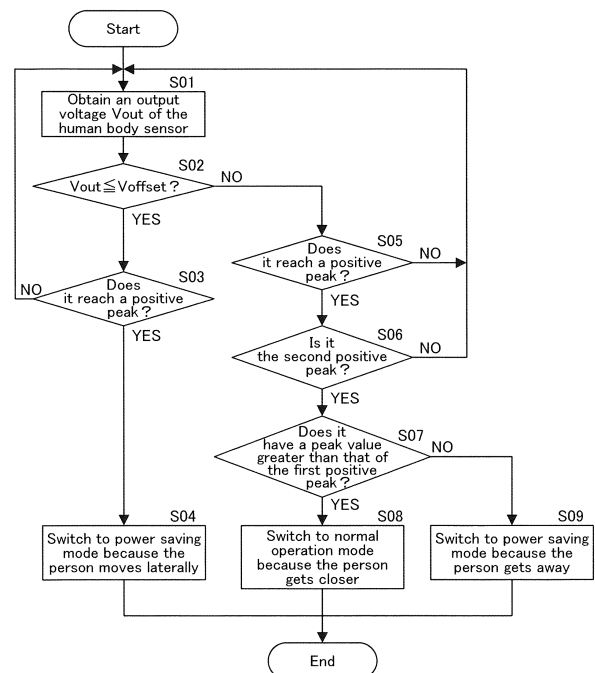 Start
S01
Obtain an output
voltage Vout of the
human body sensor
S02
Vout≦Voffset?
NO
YES
S05
Does
it reach a positive
peak?
NO
YES
S03
Does
it reach a positive
peak?
NO
YES
S06
Is it
the second positive
peak?
NO
YES
S07
Does it
have a peak value
greater than that of
the first positive
peak?
NO
YES
S04
Switch to power saving
mode because the
person moves laterally
S08
Switch to normal
operation mode
because the person
gets closer
S09
Switch to power saving
mode because the
person gets away
End